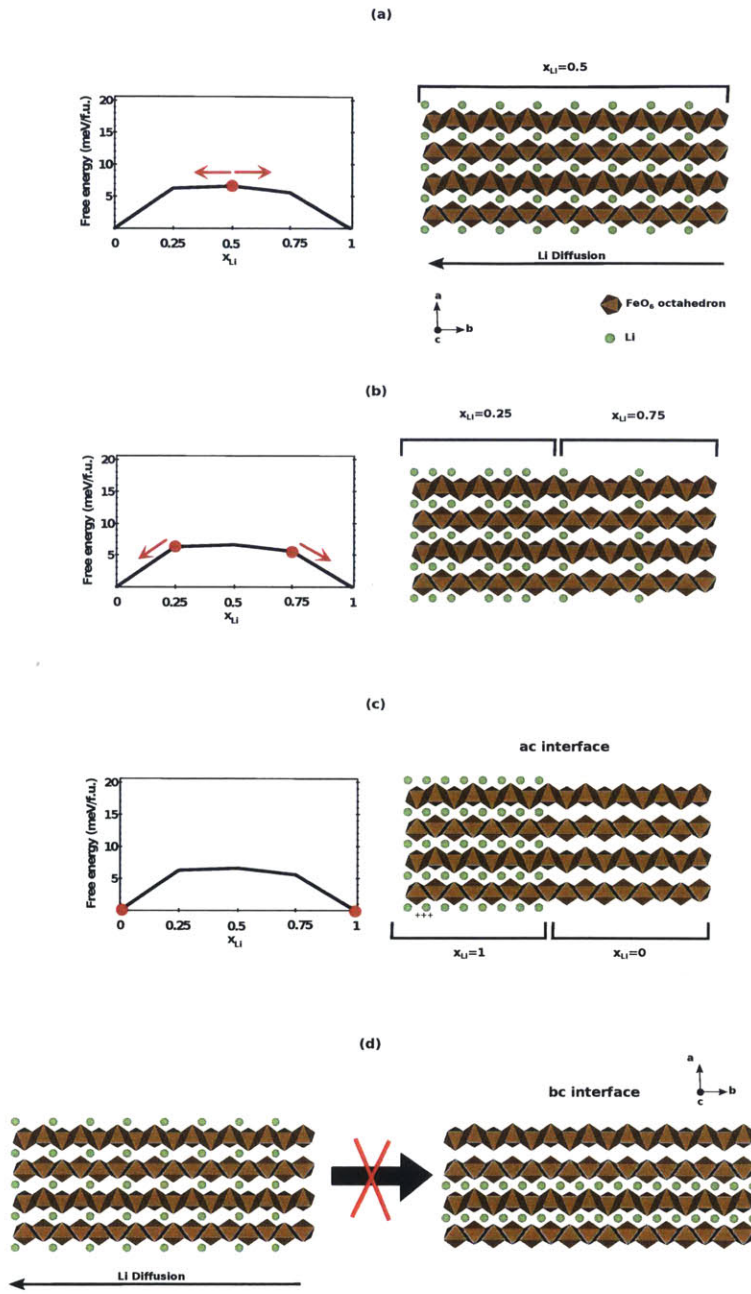 (a)
x_Li=0.5
Free energy (meV/f.u.)
20
15
10
5
0 0.25 0.5 0.75 1
x_Li
Li Diffusion
a
c b
FeO₆ octahedron
Li
(b)
x_Li=0.25 x_Li=0.75
Free energy (meV/f.u.)
20
15
10
5
0 0.25 0.5 0.75 1
x_Li
(c)
ac interface
Free energy (meV/f.u.)
20
15
10
5
0 0.25 0.5 0.75 1
x_Li
+++
x_Li=1 x_Li=0
(d)
bc interface
a
c b
Li Diffusion